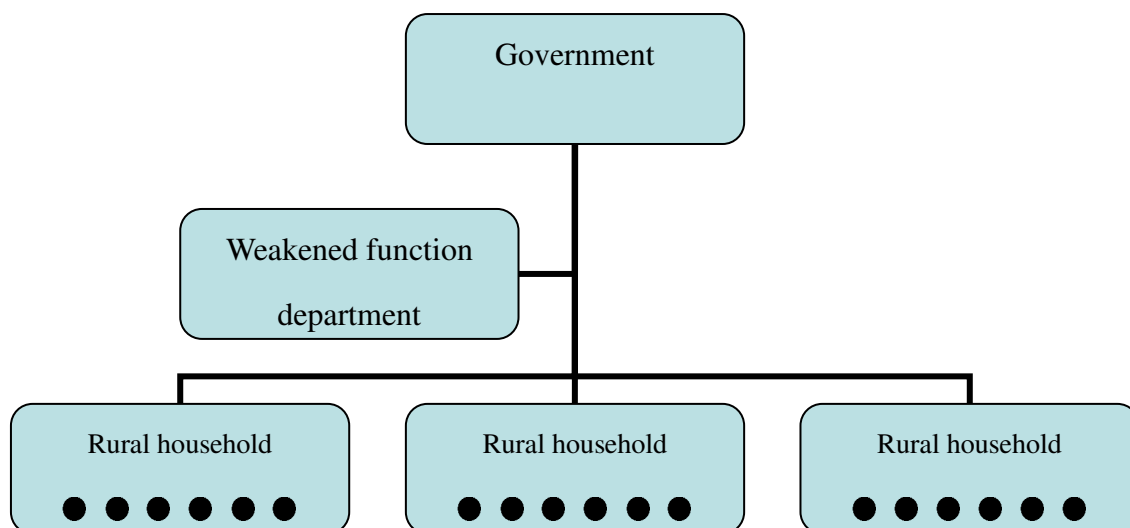 Government
Weakened function
department
Rural household
Rural household
Rural household